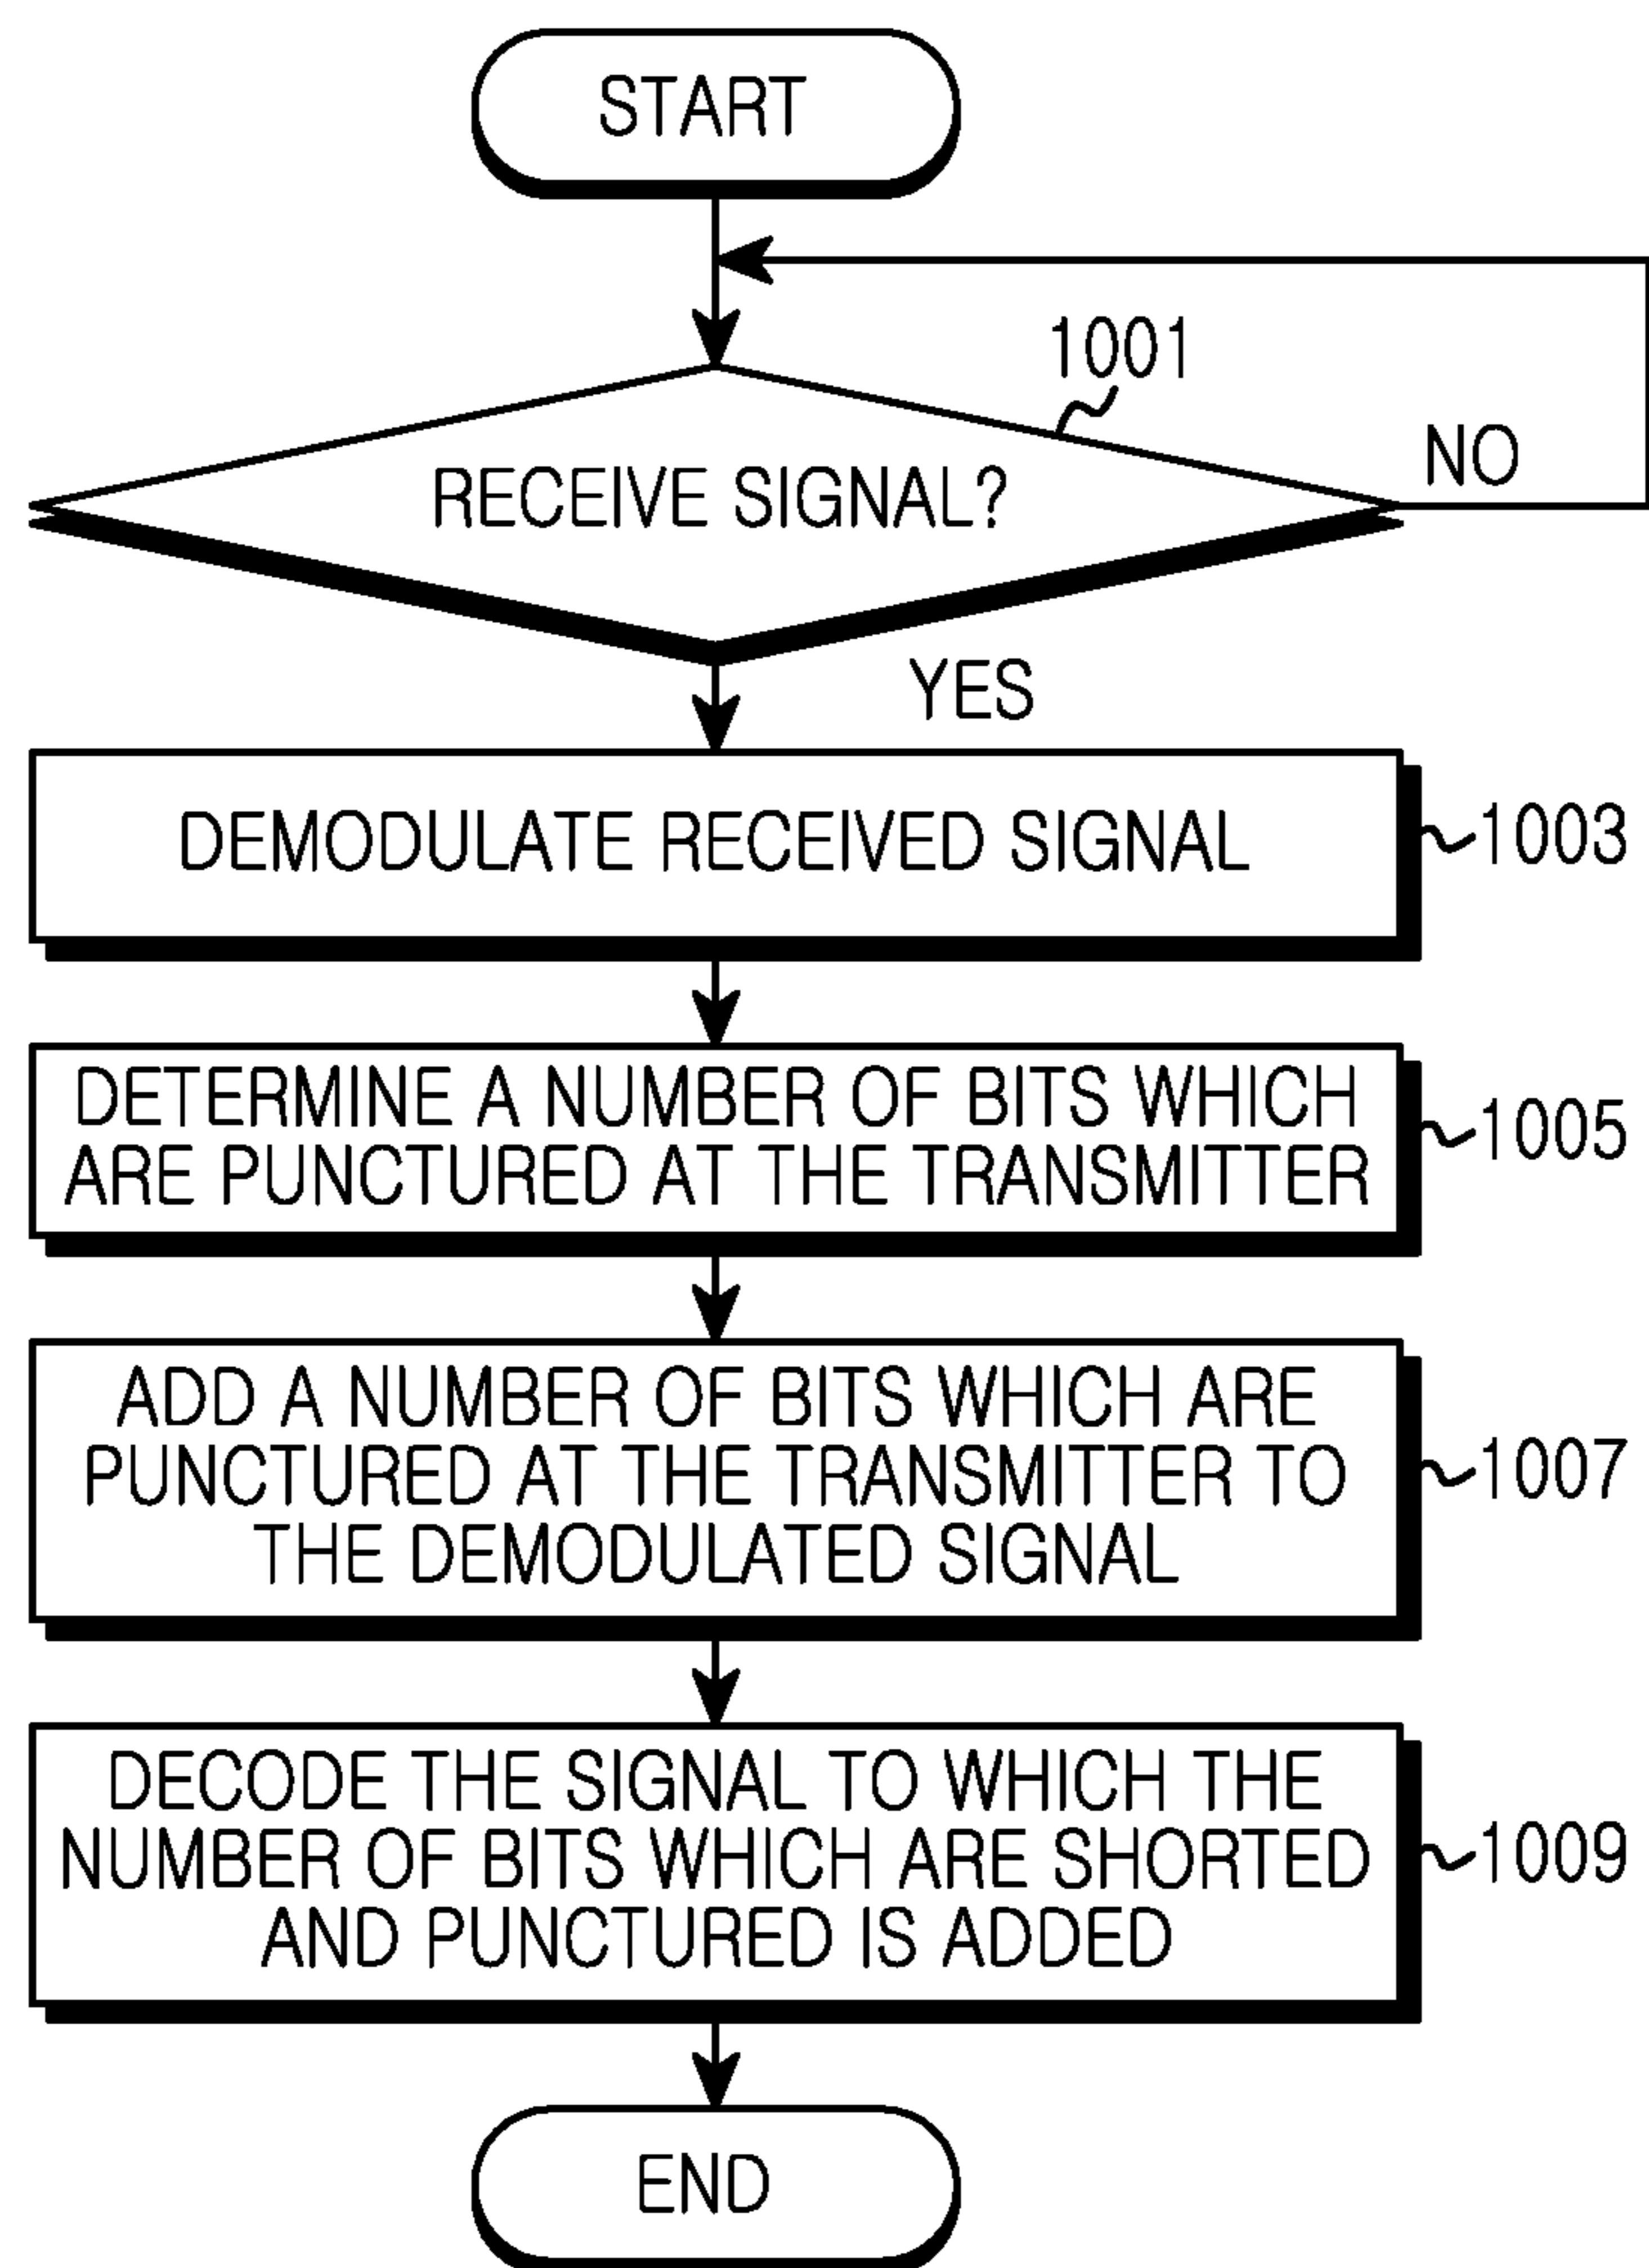 START
1001
RECEIVE SIGNAL?
NO
YES
DEMODULATE RECEIVED SIGNAL
1003
DETERMINE A NUMBER OF BITS WHICH
ARE PUNCTURED AT THE TRANSMITTER
1005
ADD A NUMBER OF BITS WHICH ARE
PUNCTURED AT THE TRANSMITTER TO
THE DEMODULATED SIGNAL
1007
DECODE THE SIGNAL TO WHICH THE
NUMBER OF BITS WHICH ARE SHORTED
AND PUNCTURED IS ADDED
1009
END